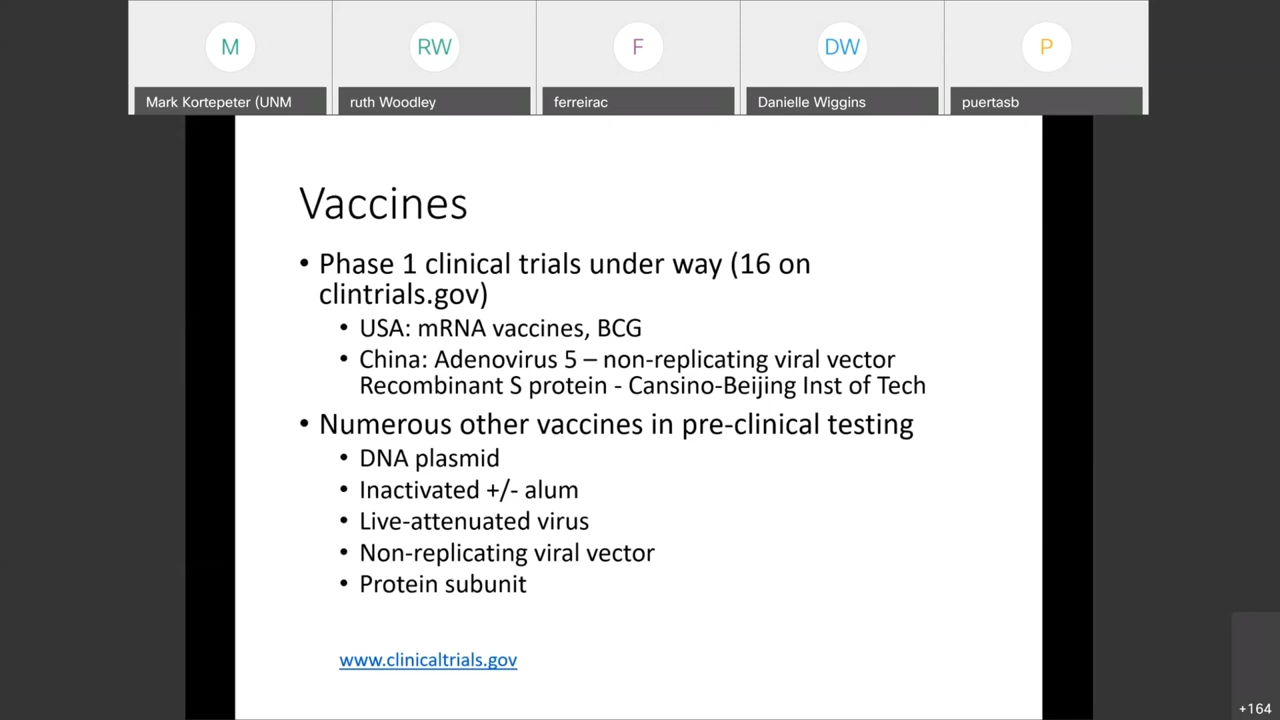 M
RW
F
DW
P
Mark Kortepeter (UNM
ruth Woodley
ferreirac
Danielle Wiggins
puertasb
Vaccines
• Phase 1 clinical trials under way (16 on
clintrials.gov)
• USA: mRNA vaccines, BCG
• China: Adenovirus 5 – non-replicating viral vector
Recombinant S protein - Cansino-Beijing Inst of Tech
• Numerous other vaccines in pre-clinical testing
• DNA plasmid
• Inactivated +/- alum
• Live-attenuated virus
• Non-replicating viral vector
• Protein subunit
www.clinicaltrials.gov
+164